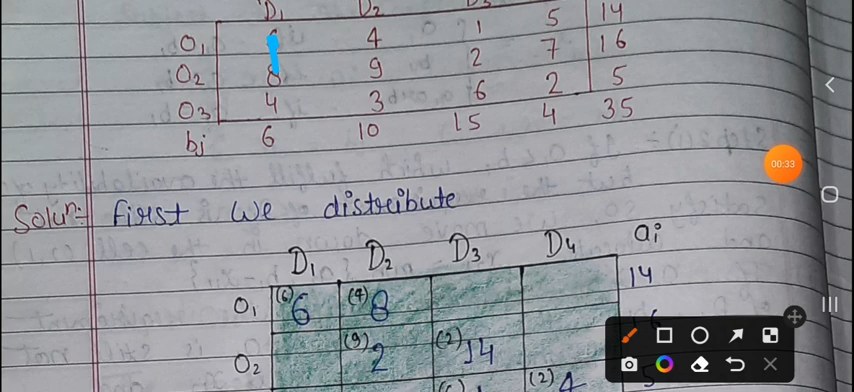 D1 D2 D3
O1 4 1 5 14
O2 8 9 2 7 16
O3 4 3 6 2 5
bj 6 10 15 4 35
Solun:- First We distribute
D1 D2 D3 D4 ai
O1 (6) 6 (4) 8 14
O2 (9) 2 (2) 14
(2) 4 5
00:33